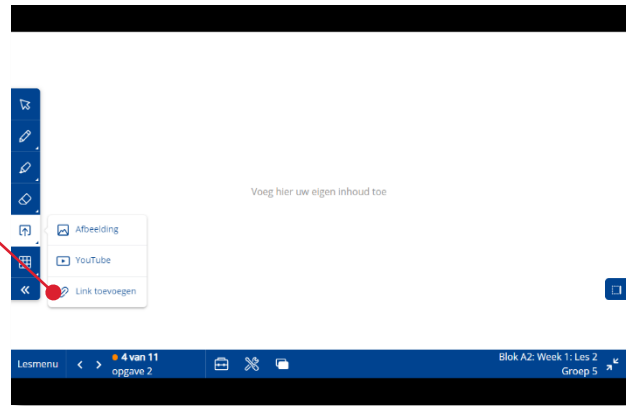 Voeg hier uw eigen inhoud toe
Afbeelding
YouTube
Link toevoegen
Lesmenu
4 van 11
opgave 2
Blok A2: Week 1: Les 2
Groep 5